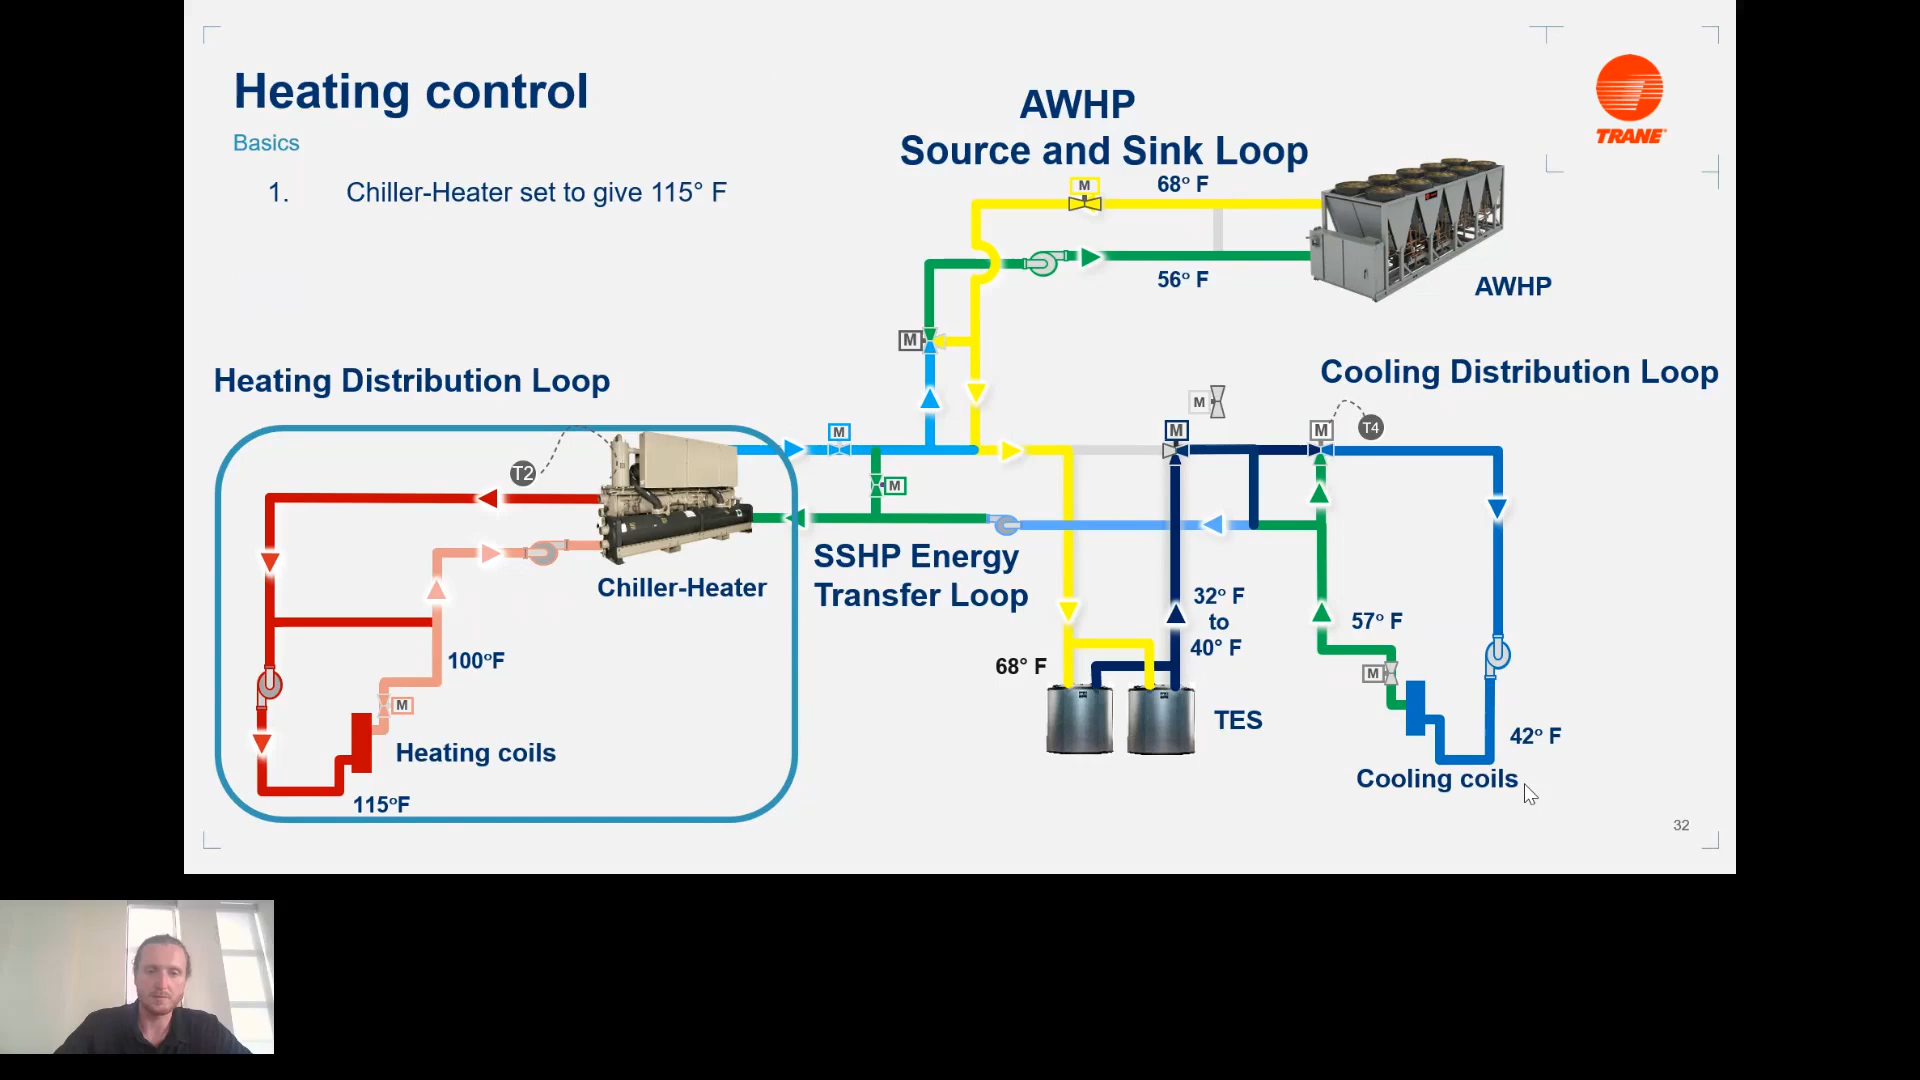 Heating control
Basics
1. Chiller-Heater set to give 115° F
AWHP
Source and Sink Loop
TRANE
M
68° F
56° F
AWHP
M
Heating Distribution Loop
Cooling Distribution Loop
M
M
M
M
T4
T2
M
SSHP Energy
Transfer Loop
Chiller-Heater
32° F
to
40° F
57° F
100°F
68° F
M
M
TES
Heating coils
42° F
Cooling coils
115°F
32